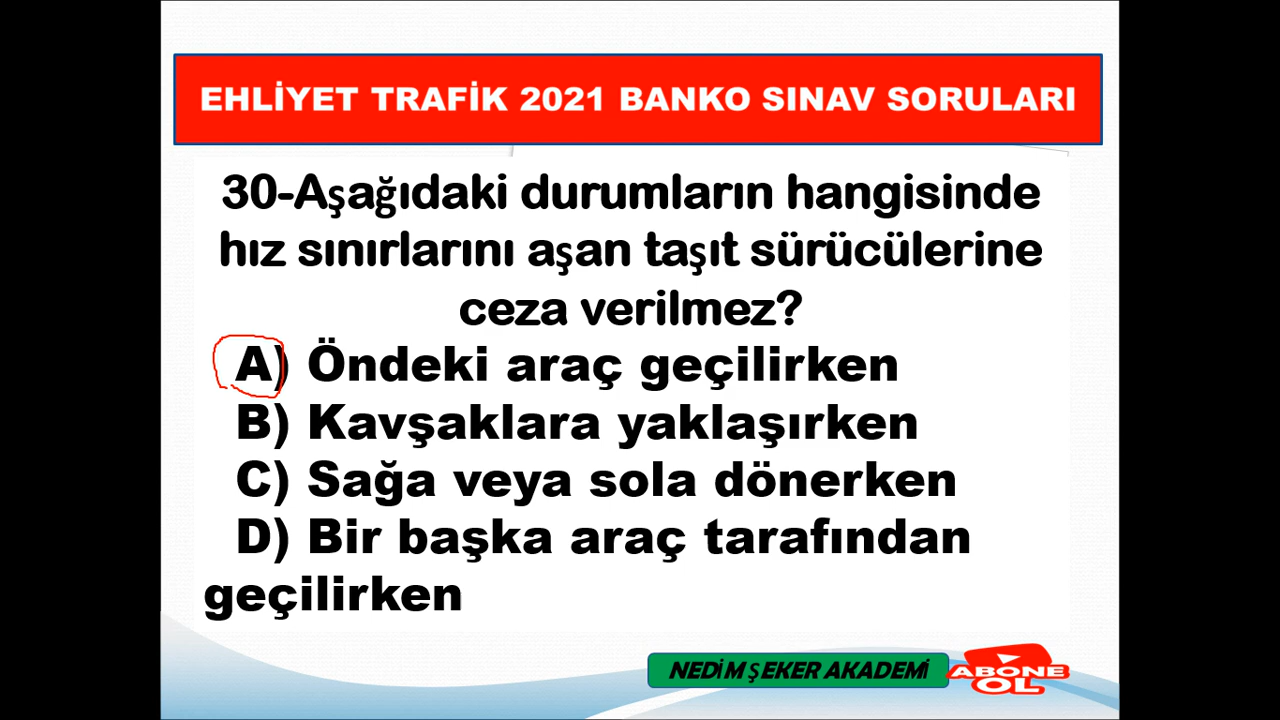 EHLİYET TRAFİK 2021 BANKO SINAV SORULARI
30-Aşağıdaki durumların hangisinde
hız sınırlarını aşan taşıt sürücülerine
ceza verilmez?
A) Öndeki araç geçilirken
B) Kavşaklara yaklaşırken
C) Sağa veya sola dönerken
D) Bir başka araç tarafından
geçilirken
NEDİM ŞEKER AKADEMİ
ABONE
OL